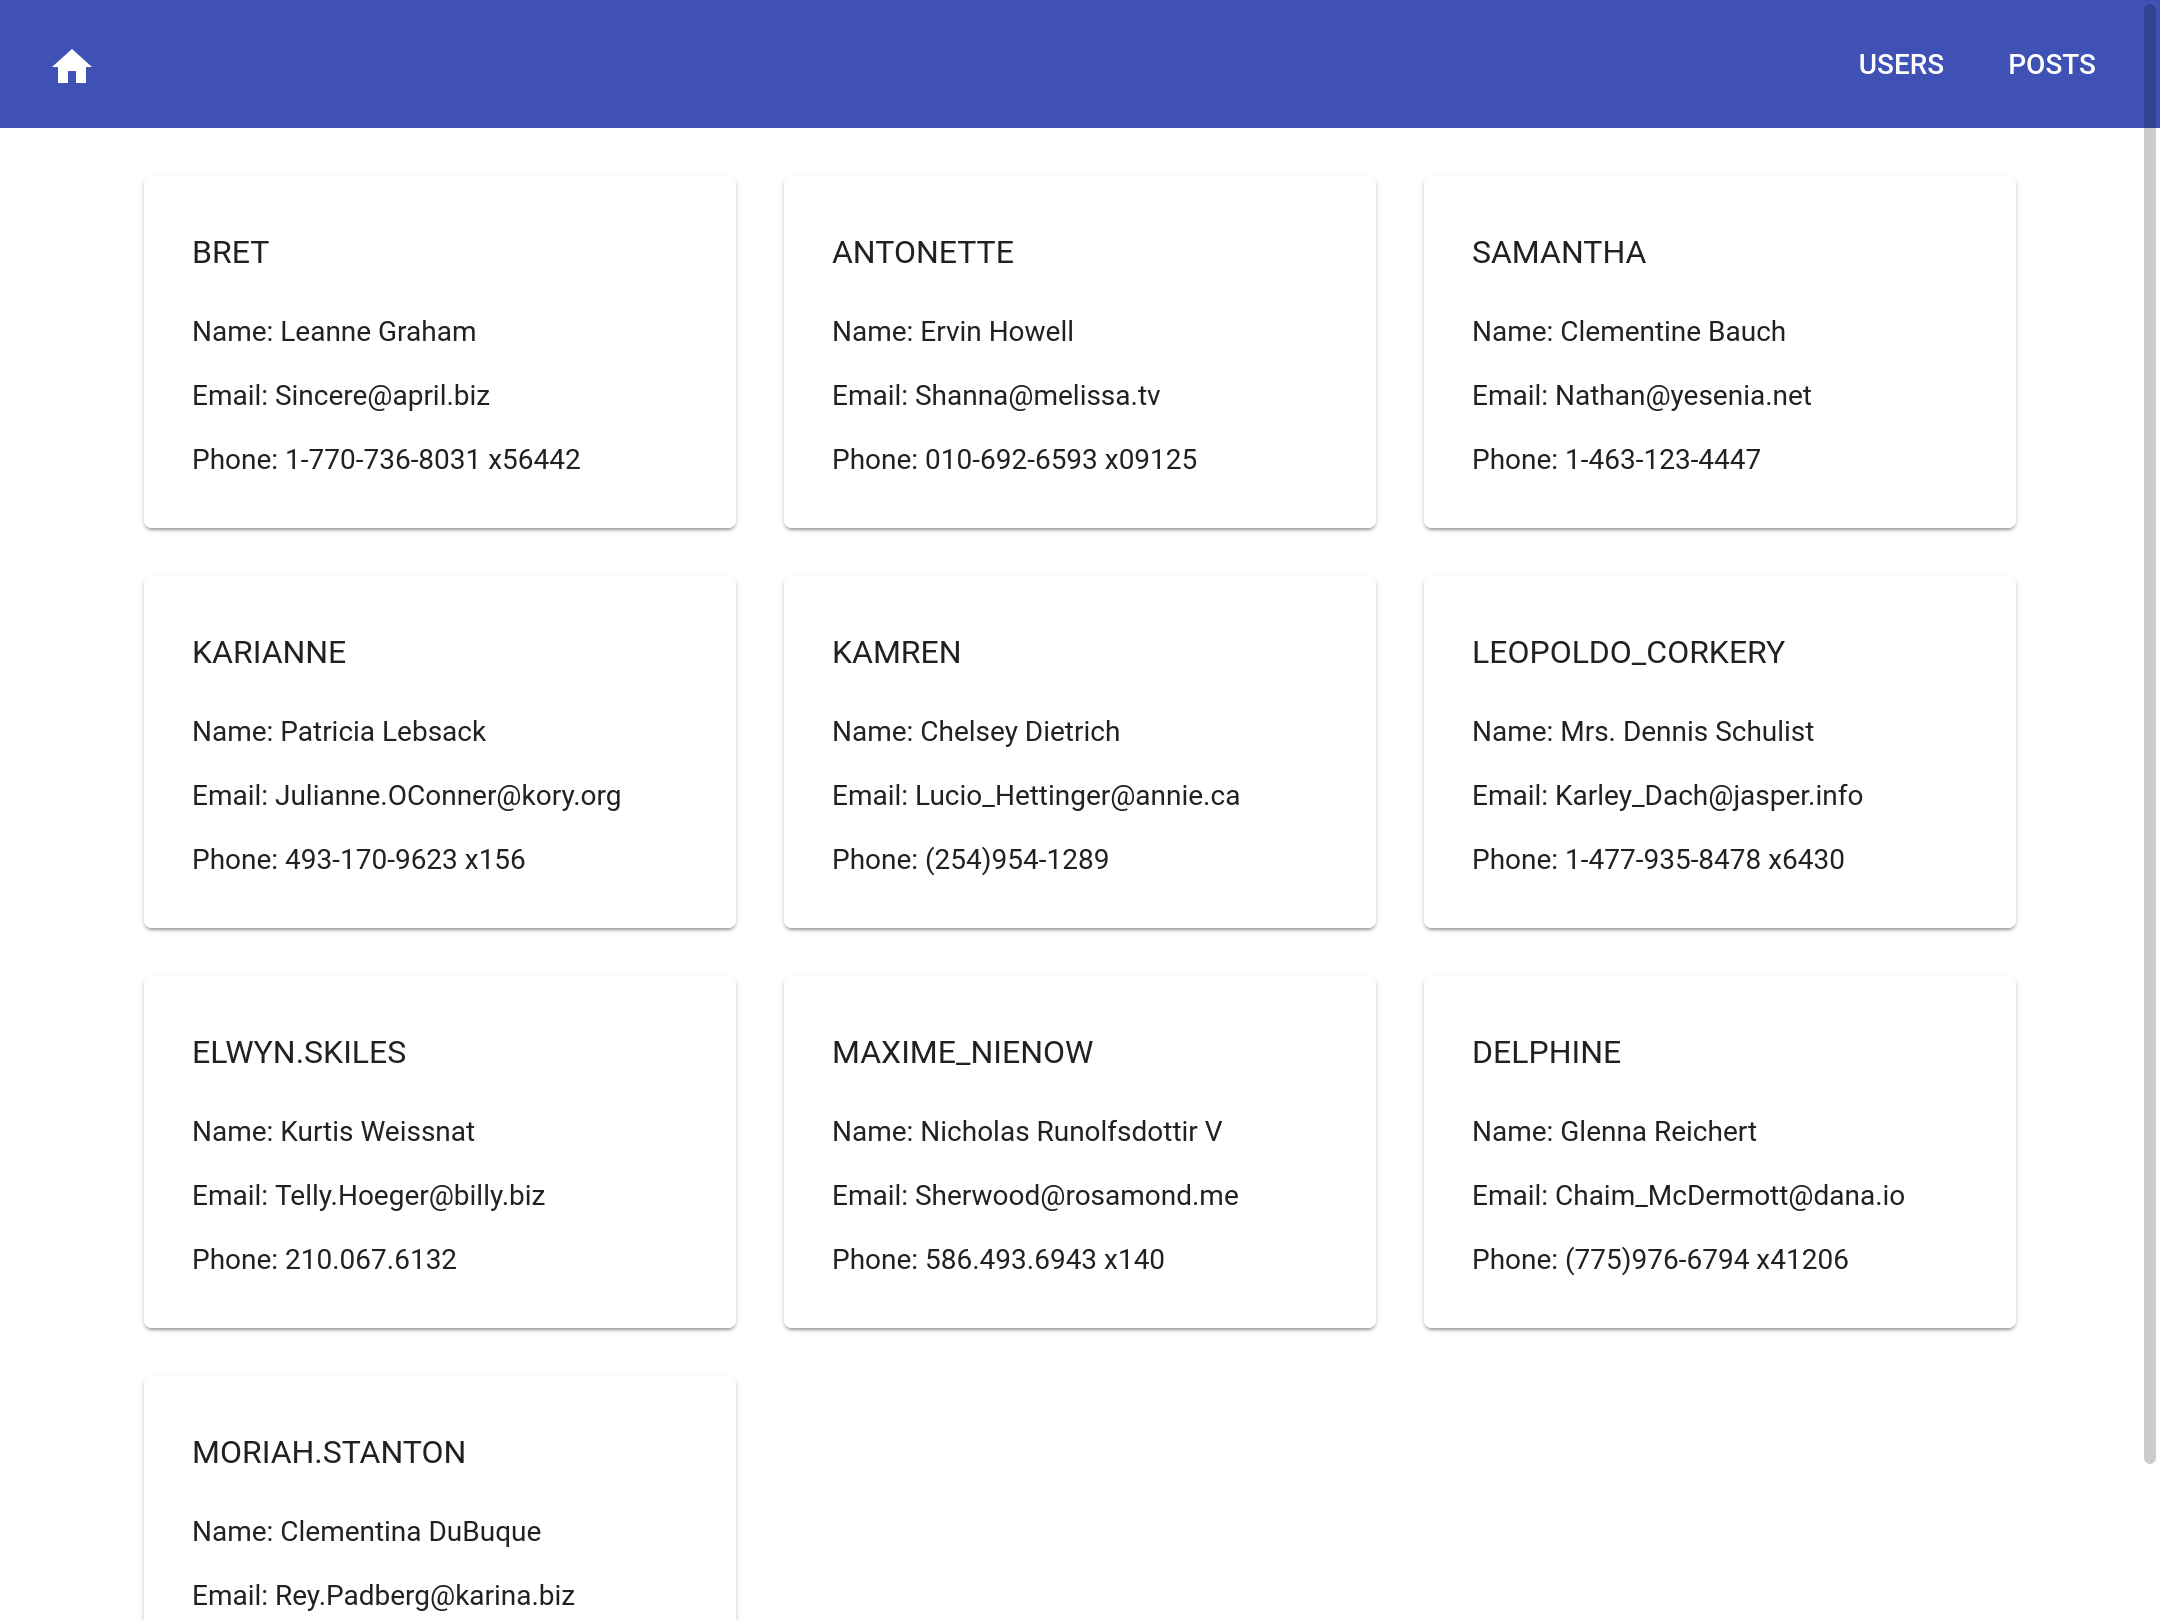 USERS POSTS
BRET
Name: Leanne Graham
Email: Sincere@april.biz
Phone: 1-770-736-8031 x56442
ANTONETTE
Name: Ervin Howell
Email: Shanna@melissa.tv
Phone: 010-692-6593 x09125
SAMANTHA
Name: Clementine Bauch
Email: Nathan@yesenia.net
Phone: 1-463-123-4447
KARIANNE
Name: Patricia Lebsack
Email: Julianne.OConner@kory.org
Phone: 493-170-9623 x156
KAMREN
Name: Chelsey Dietrich
Email: Lucio_Hettinger@annie.ca
Phone: (254)954-1289
LEOPOLDO_CORKERY
Name: Mrs. Dennis Schulist
Email: Karley_Dach@jasper.info
Phone: 1-477-935-8478 x6430
ELWYN.SKILES
Name: Kurtis Weissnat
Email: Telly.Hoeger@billy.biz
Phone: 210.067.6132
MAXIME_NIENOW
Name: Nicholas Runolfsdottir V
Email: Sherwood@rosamond.me
Phone: 586.493.6943 x140
DELPHINE
Name: Glenna Reichert
Email: Chaim_McDermott@dana.io
Phone: (775)976-6794 x41206
MORIAH.STANTON
Name: Clementina DuBuque
Email: Rey.Padberg@karina.biz